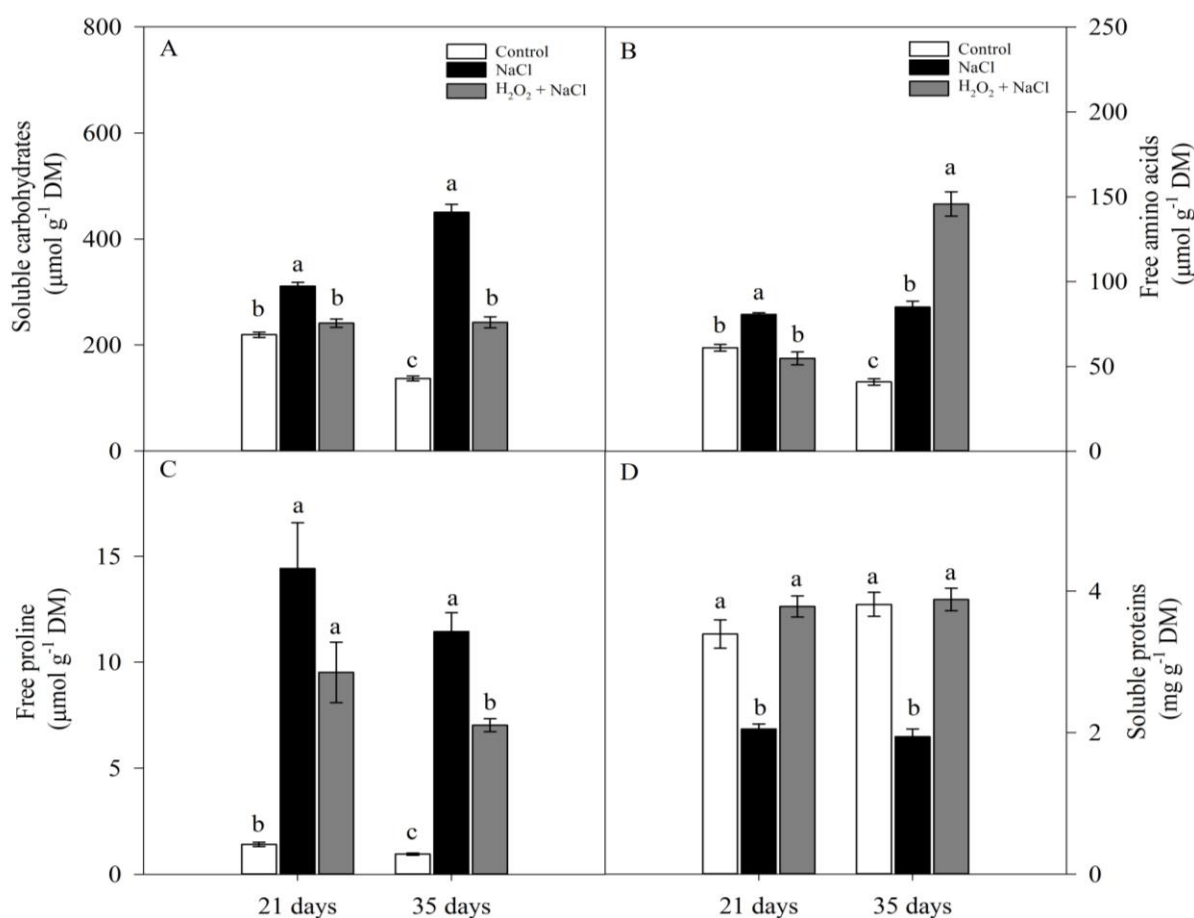 A
Control
NaCl
H₂O₂ + NaCl
800
600
400
200
0
Soluble carbohydrates
(µmol g⁻¹ DM)
b
a
b
c
a
b
B
Control
NaCl
H₂O₂ + NaCl
250
200
150
100
50
0
Free amino acids
(µmol g⁻¹ DM)
b
a
b
c
b
a
C
15
10
5
0
Free proline
(µmol g⁻¹ DM)
b
a
a
c
a
b
21 days
35 days
D
4
2
0
Soluble proteins
(mg g⁻¹ DM)
a
b
a
a
b
a
21 days
35 days